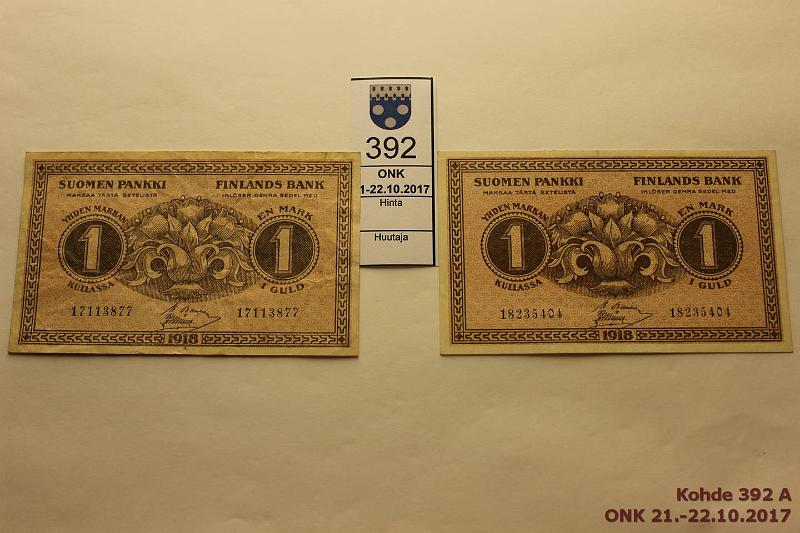 392
ONK
1-22.10.2017
Hinta
Huutaja
SUOMEN PANKKI FINLANDS BANK
MAKSAA TÄSTÄ SETELISTÄ INLÖSER DENNA SEDEL MED
YHDEN MARKAN EN MARK
1 1
KULLASSA I GULD
17113877 17113877
1918
SUOMEN PANKKI FINLANDS BANK
MAKSAA TÄSTÄ SETELISTÄ INLÖSER DENNA SEDEL MED
YHDEN MARKAN EN MARK
1 1
KULLASSA I GULD
18235404 18235404
1918
Kohde 392 A
ONK 21.-22.10.2017